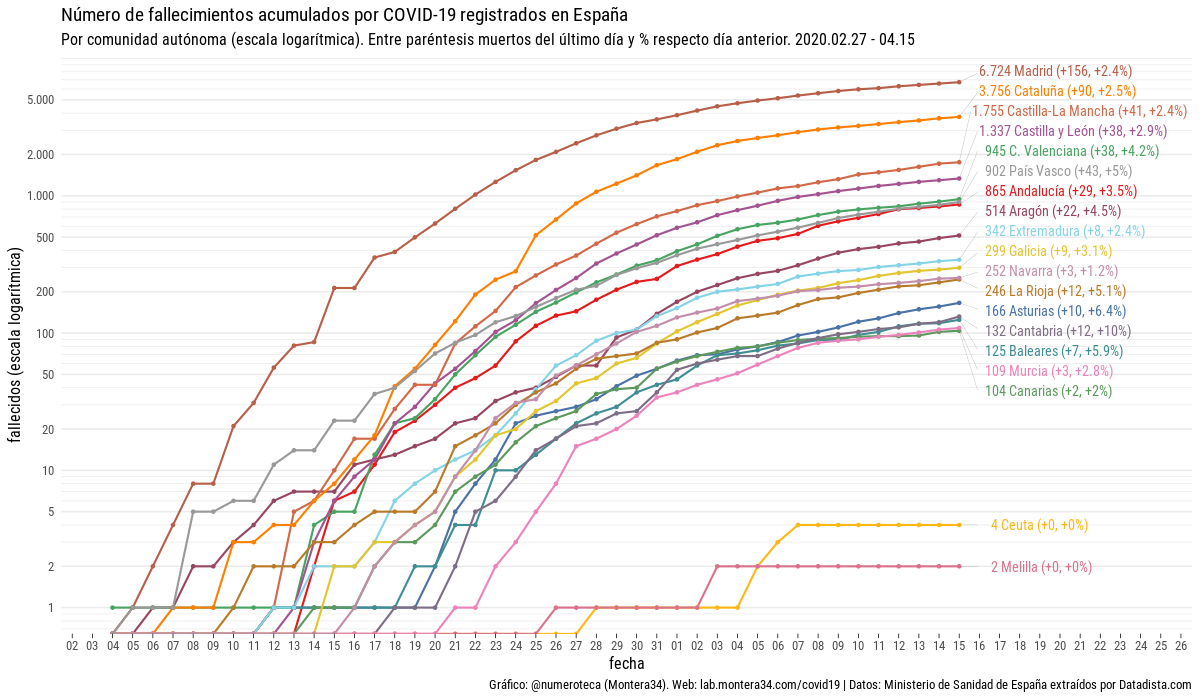 Número de fallecimientos acumulados por COVID-19 registrados en España
Por comunidad autónoma (escala logarítmica). Entre paréntesis muertos del último día y % respecto día anterior. 2020.02.27 - 04.15
fallecidos (escala logarítmica)
5.000
2.000
1.000
500
200
100
50
20
10
5
2
1
6.724 Madrid (+156, +2.4%)
3.756 Cataluña (+90, +2.5%)
1.755 Castilla-La Mancha (+41, +2.4%)
1.337 Castilla y León (+38, +2.9%)
945 C. Valenciana (+38, +4.2%)
902 País Vasco (+43, +5%)
865 Andalucía (+29, +3.5%)
514 Aragón (+22, +4.5%)
342 Extremadura (+8, +2.4%)
299 Galicia (+9, +3.1%)
252 Navarra (+3, +1.2%)
246 La Rioja (+12, +5.1%)
166 Asturias (+10, +6.4%)
132 Cantabria (+12, +10%)
125 Baleares (+7, +5.9%)
109 Murcia (+3, +2.8%)
104 Canarias (+2, +2%)
4 Ceuta (+0, +0%)
2 Melilla (+0, +0%)
02 03 04 05 06 07 08 09 10 11 12 13 14 15 16 17 18 19 20 21 22 23 24 25 26 27 28 29 30 31 01 02 03 04 05 06 07 08 09 10 11 12 13 14 15 16 17 18 19 20 21 22 23 24 25 26
fecha
Gráfico: @numeroteca (Montera34). Web: lab.montera34.com/covid19 | Datos: Ministerio de Sanidad de España extraídos por Datadista.com